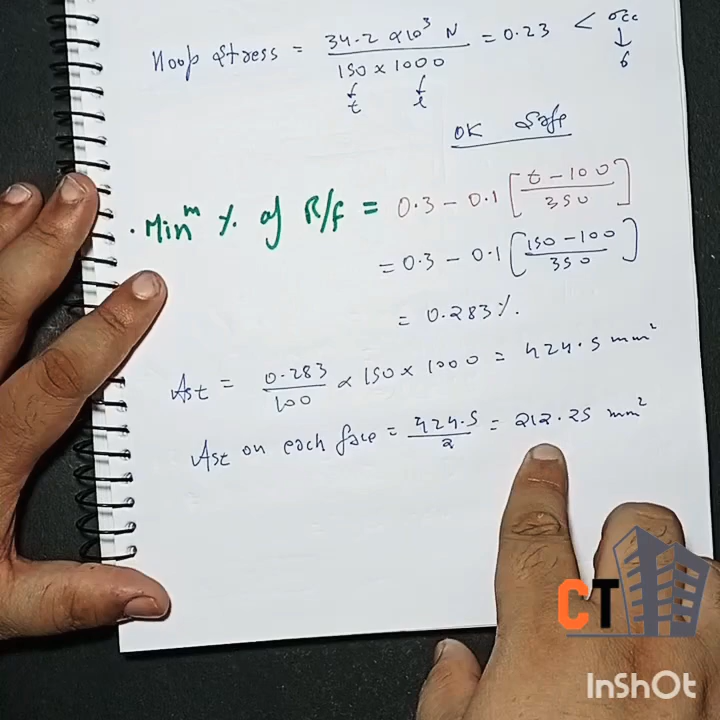 Hoop Stress = 34.2 x10³ N / 150 x 1000 = 0.23 < σcc
↓ ↓ ↓
t l 6
OK Safe
. Minᵐ % of R/f = 0.3 - 0.1 [t - 100 / 350]
= 0.3 - 0.1 [150 - 100 / 350]
= 0.283 %.
Ast = 0.283 / 100 x 150 x 1000 = 424.5 mm²
Ast on each face = 424.5 / 2 = 212.25 mm²
CT
InShOt